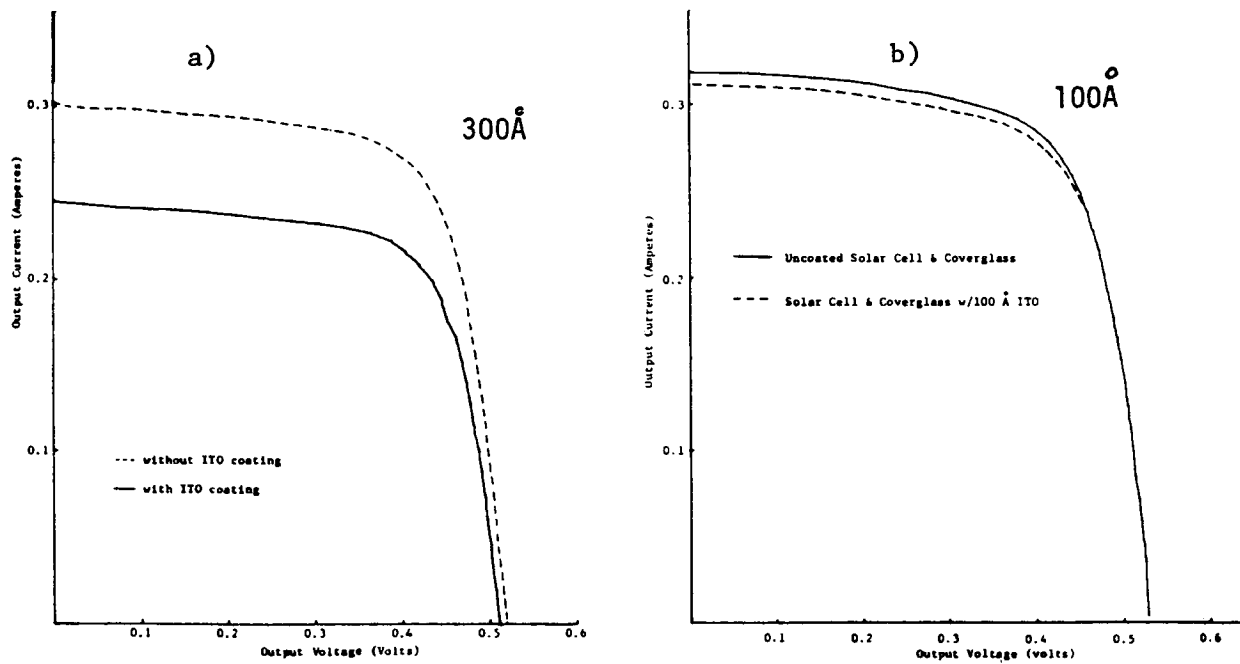 a)
300Å
0.3
0.2
0.1
Output Current (Amperes)
without ITO coating
with ITO coating
0.1
0.2
0.3
0.4
0.5
0.6
Output Voltage (Volts)
b)
100Å
0.3
0.2
0.1
Output Current (Amperes)
Uncoated Solar Cell & Coverglass
Solar Cell & Coverglass w/100 Å ITO
0.1
0.2
0.3
0.4
0.5
0.6
Output Voltage (volts)